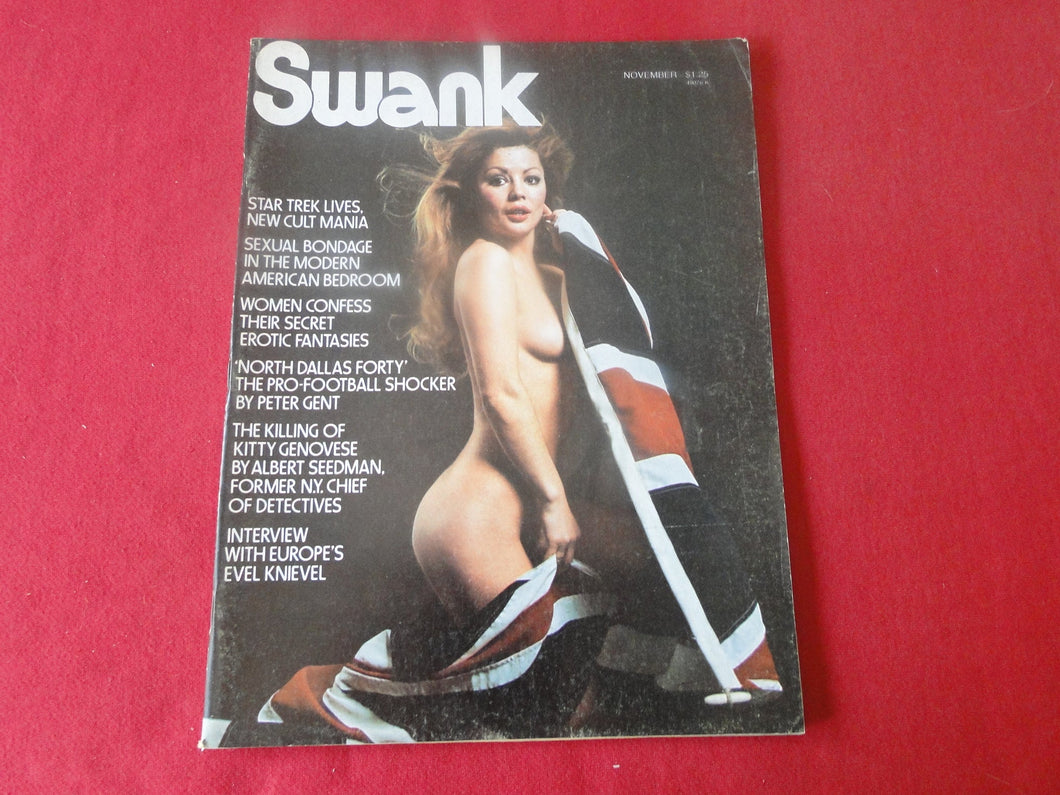 Swank
NOVEMBER $1.25
STAR TREK LIVES,
NEW CULT MANIA
SEXUAL BONDAGE
IN THE MODERN
AMERICAN BEDROOM
WOMEN CONFESS
THEIR SECRET
EROTIC FANTASIES
'NORTH DALLAS FORTY'
THE PRO-FOOTBALL SHOCKER
BY PETER GENT
THE KILLING OF
KITTY GENOVESE
BY ALBERT SEEDMAN,
FORMER N.Y. CHIEF
OF DETECTIVES
INTERVIEW
WITH EUROPE'S
EVEL KNIEVEL